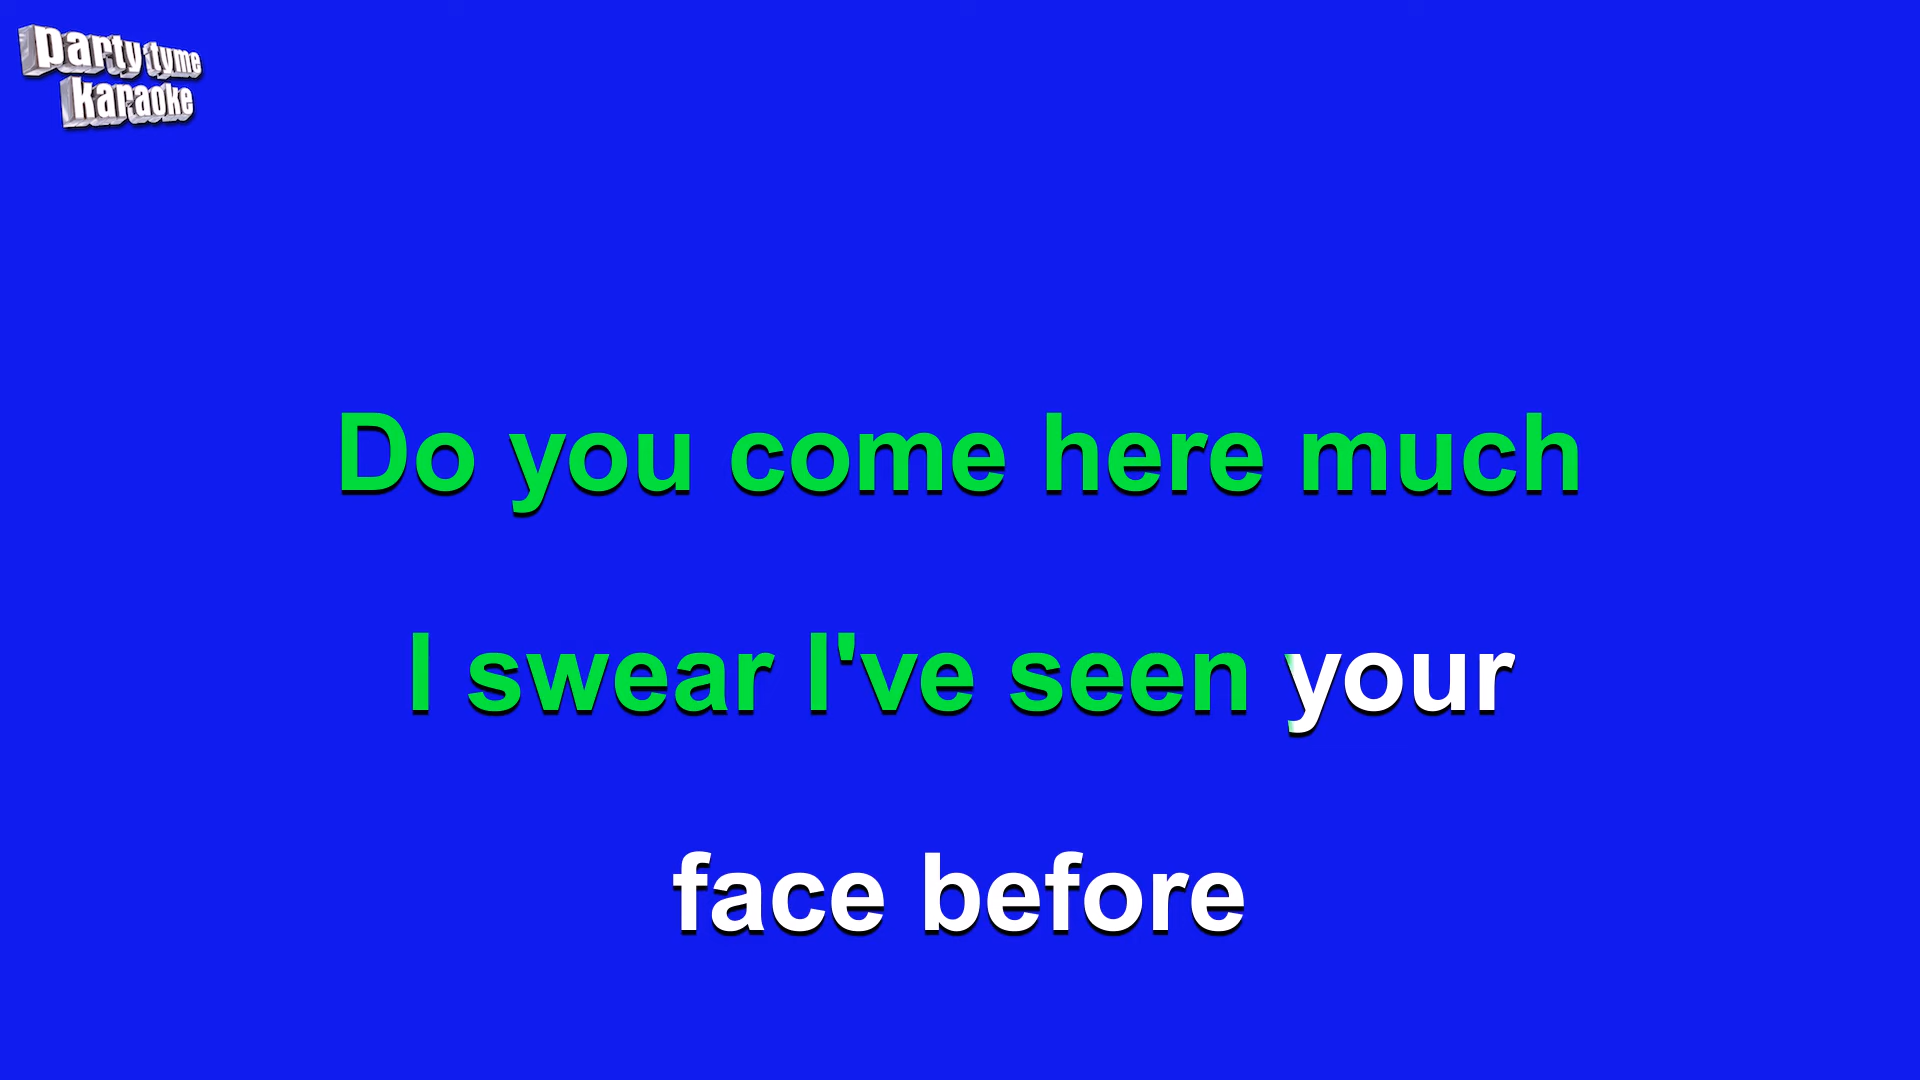 party tyme
karaoke
Do you come here much
I swear I've seen your
face before